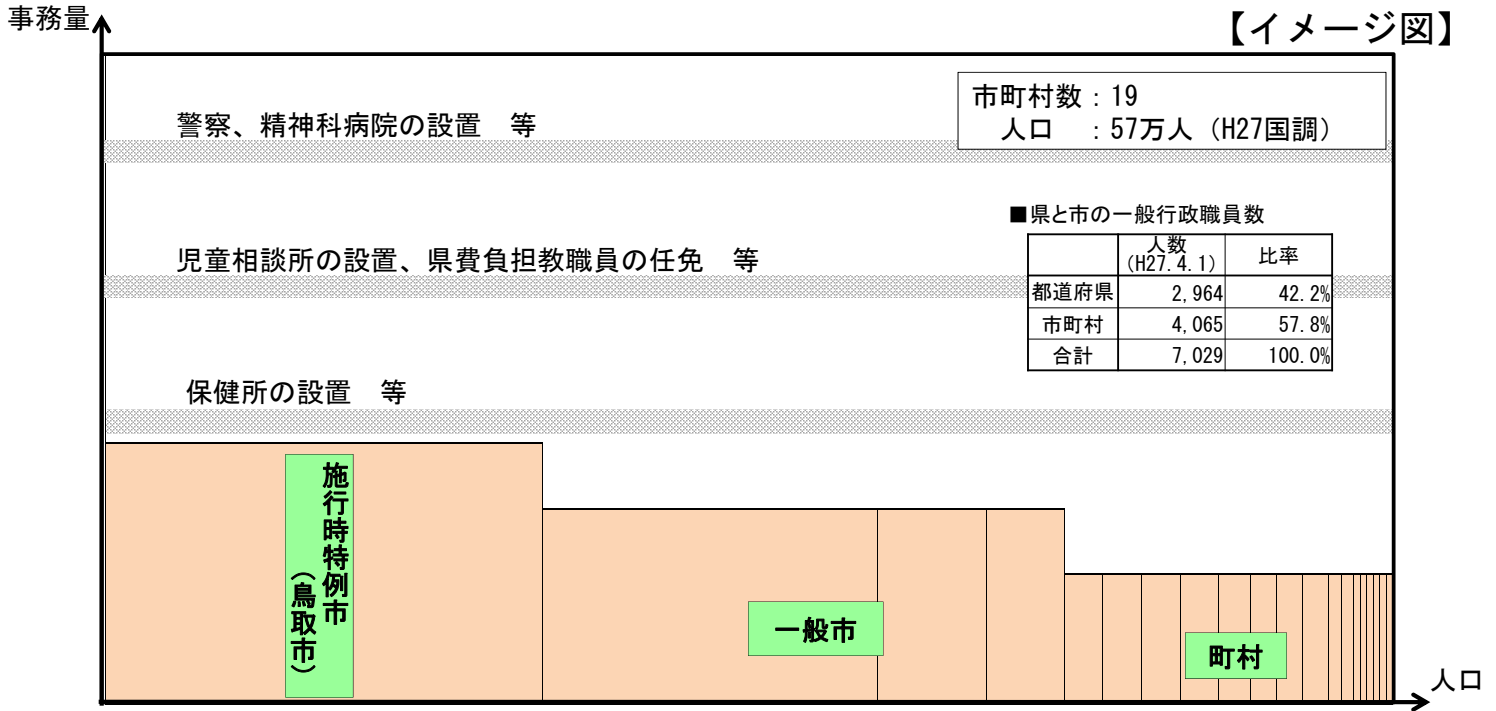 事務量
【イメージ図】
市町村数：19
人口　：57万人（H27国調）
警察、精神科病院の設置　等
■県と市の一般行政職員数
人数 比率
(H27.4.1)
都道府県 2,964 42.2%
市町村 4,065 57.8%
合計 7,029 100.0%
児童相談所の設置、県費負担教職員の任免　等
保健所の設置　等
施行時特例市
（鳥取市）
一般市
町村
人口